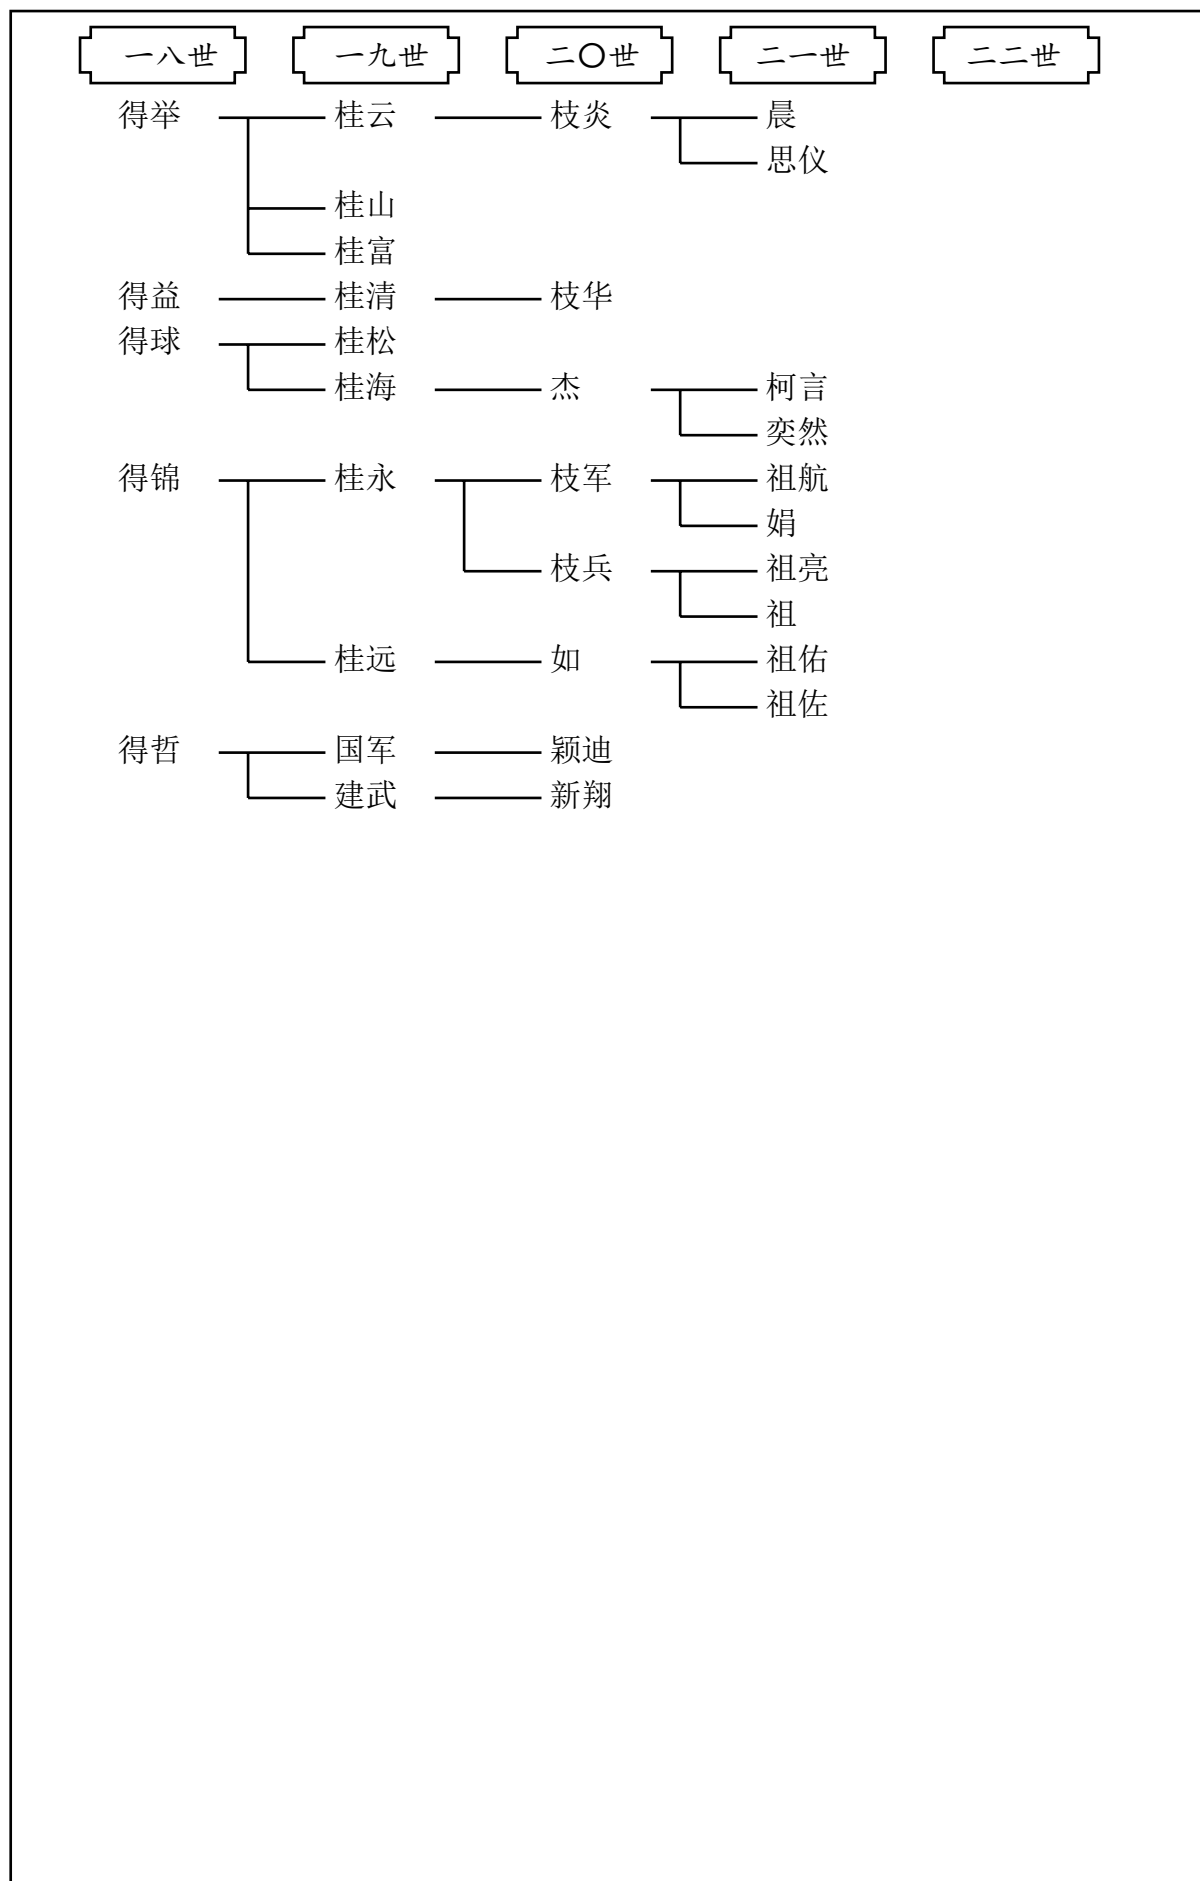 一八世 一九世 二〇世 二一世 二二世
得举 桂云 枝炎 晨
思仪
桂山
桂富
得益 桂清 枝华
得球 桂松
桂海 杰 柯言
奕然
得锦 桂永 枝军 祖航
娟
枝兵 祖亮
祖
桂远 如 祖佑
祖佐
得哲 国军 颖迪
建武 新翔